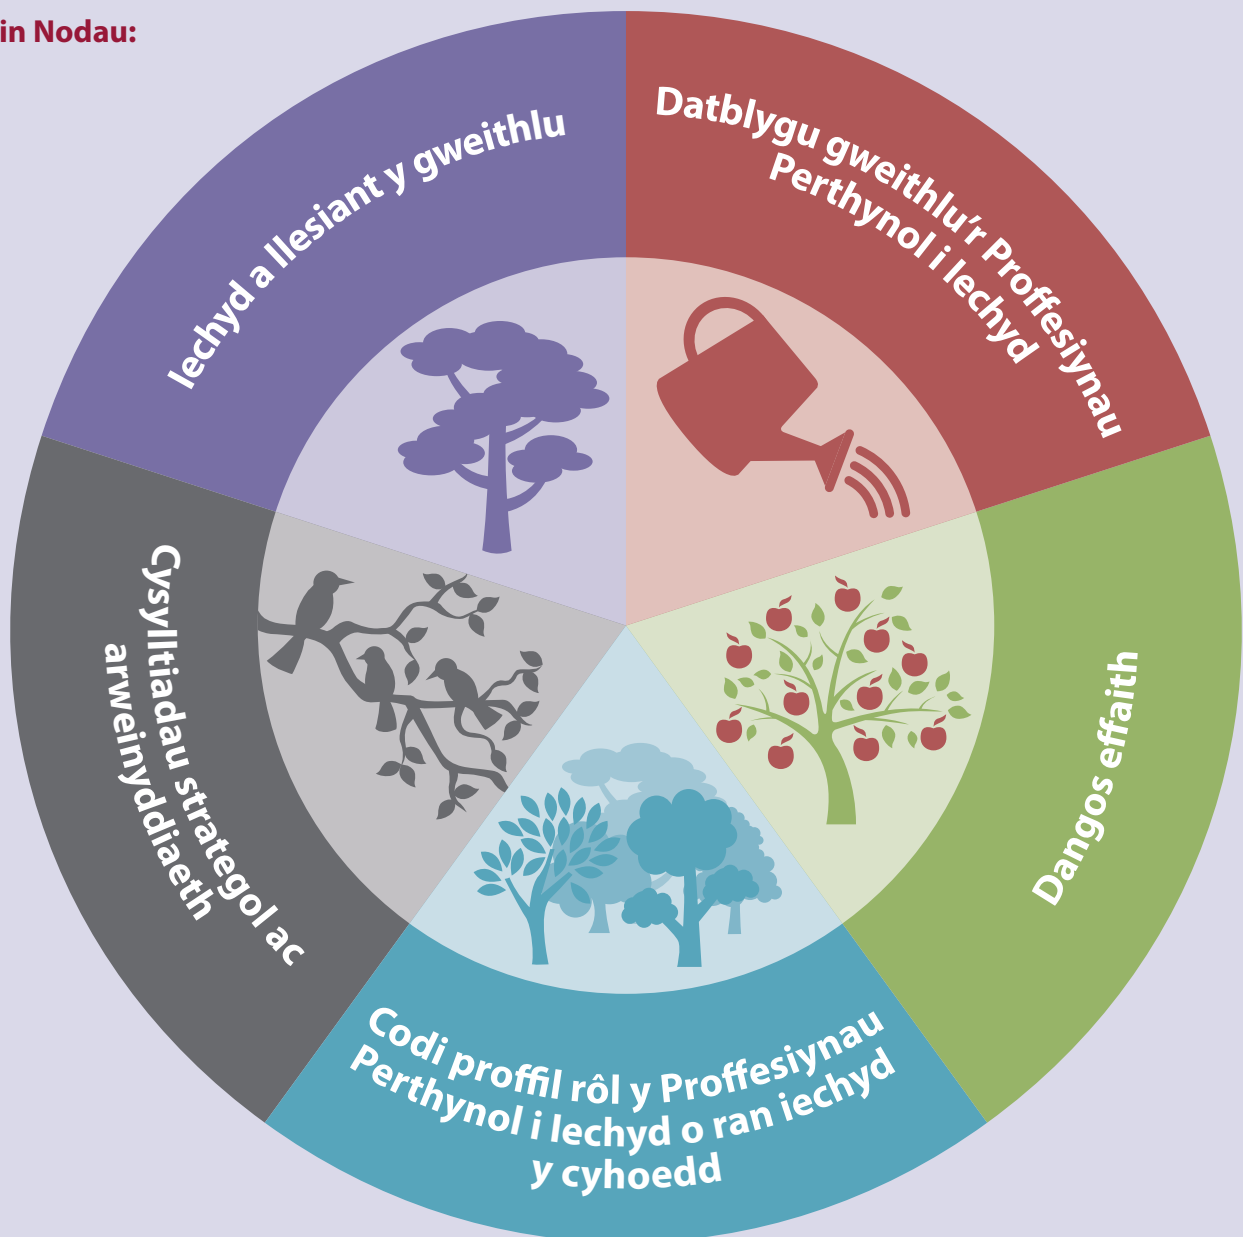 in Nodau:
Datblygu gweithlu'r Proffesiynau
Perthynol i Iechyd
Dangos effaith
Codi proffil rôl y Proffesiynau
Perthynol i Iechyd o ran iechyd
y cyhoedd
Cysylltiadau strategol ac
arweinyddiaeth
Iechyd a llesiant y gweithlu